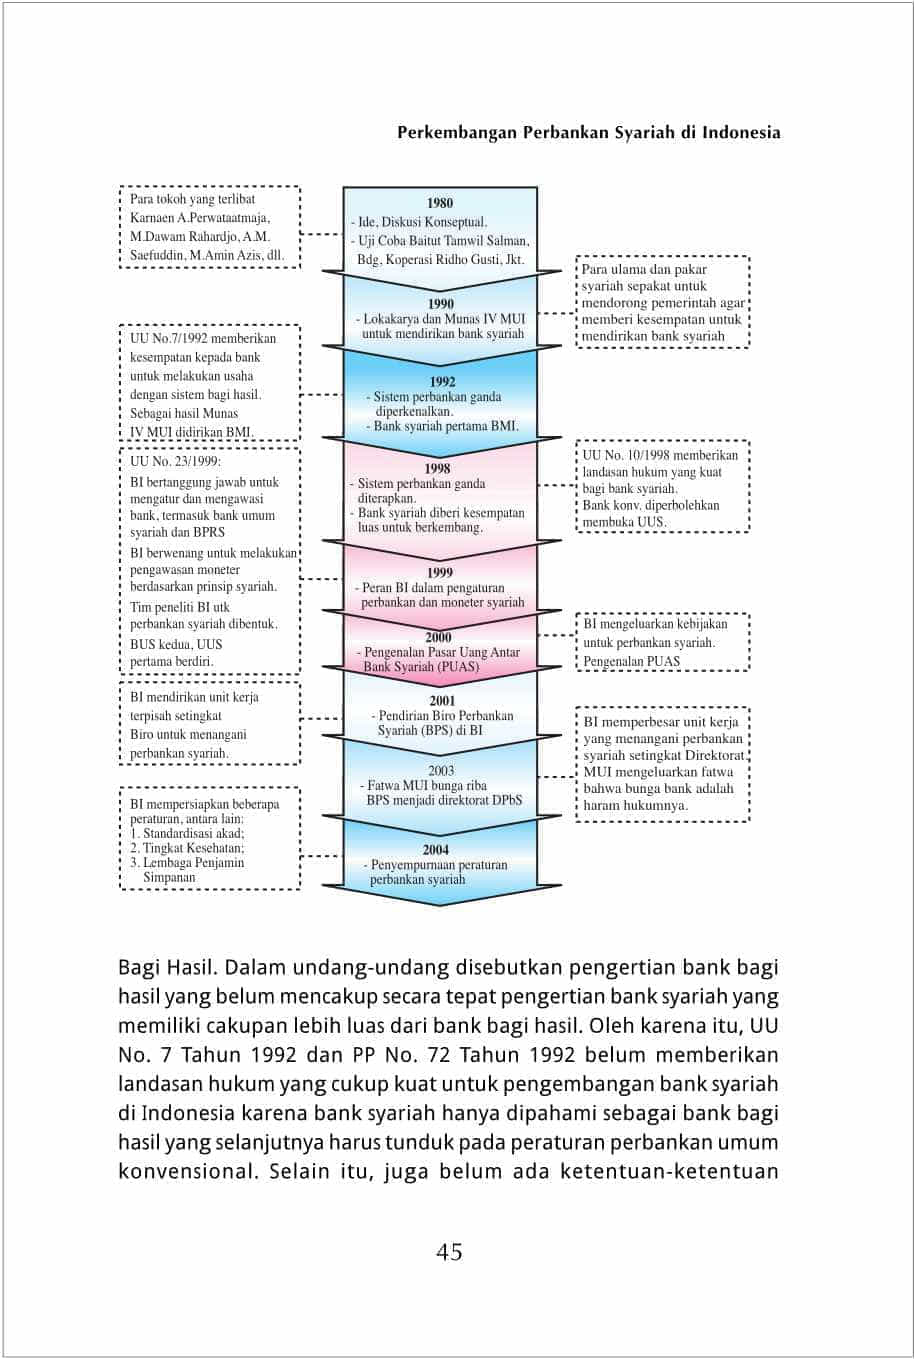 Perkembangan Perbankan Syariah di Indonesia
Para tokoh yang terlibat
Karnaen A.Perwataatmaja,
M.Dawam Rahardjo, A.M.
Saefuddin, M.Amin Azis, dll.
1980
- Ide, Diskusi Konseptual.
- Uji Coba Baitut Tamwil Salman,
Bdg, Koperasi Ridho Gusti, Jkt.
Para ulama dan pakar
syariah sepakat untuk
mendorong pemerintah agar
memberi kesempatan untuk
mendirikan bank syariah
1990
- Lokakarya dan Munas IV MUI
untuk mendirikan bank syariah
UU No.7/1992 memberikan
kesempatan kepada bank
untuk melakukan usaha
dengan sistem bagi hasil.
Sebagai hasil Munas
IV MUI didirikan BMI.
1992
- Sistem perbankan ganda
diperkenalkan.
- Bank syariah pertama BMI.
UU No. 10/1998 memberikan
landasan hukum yang kuat
bagi bank syariah.
Bank konv. diperbolehkan
membuka UUS.
1998
- Sistem perbankan ganda
diterapkan.
- Bank syariah diberi kesempatan
luas untuk berkembang.
UU No. 23/1999:
BI bertanggung jawab untuk
mengatur dan mengawasi
bank, termasuk bank umum
syariah dan BPRS
BI berwenang untuk melakukan
pengawasan moneter
berdasarkan prinsip syariah.
Tim peneliti BI utk
perbankan syariah dibentuk.
BUS kedua, UUS
pertama berdiri.
1999
- Peran BI dalam pengaturan
perbankan dan moneter syariah
BI mengeluarkan kebijakan
untuk perbankan syariah.
Pengenalan PUAS
2000
- Pengenalan Pasar Uang Antar
Bank Syariah (PUAS)
BI mendirikan unit kerja
terpisah setingkat
Biro untuk menangani
perbankan syariah.
2001
- Pendirian Biro Perbankan
Syariah (BPS) di BI
BI memperbesar unit kerja
yang menangani perbankan
syariah setingkat Direktorat.
MUI mengeluarkan fatwa
bahwa bunga bank adalah
haram hukumnya.
2003
- Fatwa MUI bunga riba
BPS menjadi direktorat DPbS
BI mempersiapkan beberapa
peraturan, antara lain:
1. Standardisasi akad;
2. Tingkat Kesehatan;
3. Lembaga Penjamin
Simpanan
2004
- Penyempurnaan peraturan
perbankan syariah
Bagi Hasil. Dalam undang-undang disebutkan pengertian bank bagi
hasil yang belum mencakup secara tepat pengertian bank syariah yang
memiliki cakupan lebih luas dari bank bagi hasil. Oleh karena itu, UU
No. 7 Tahun 1992 dan PP No. 72 Tahun 1992 belum memberikan
landasan hukum yang cukup kuat untuk pengembangan bank syariah
di Indonesia karena bank syariah hanya dipahami sebagai bank bagi
hasil yang selanjutnya harus tunduk pada peraturan perbankan umum
konvensional. Selain itu, juga belum ada ketentuan-ketentuan
45